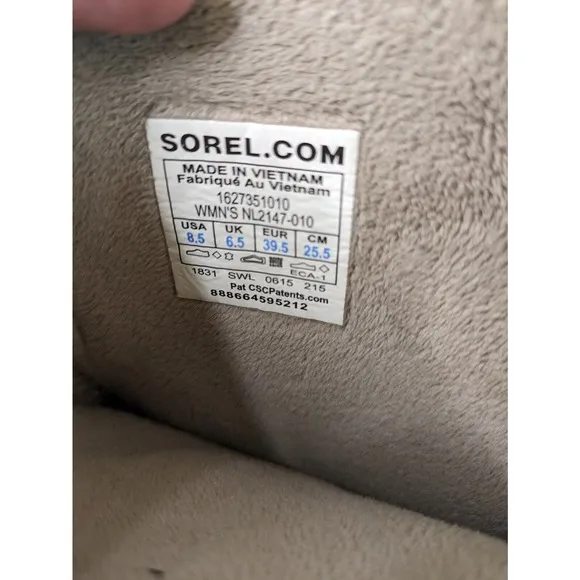 SOREL.COM
MADE IN VIETNAM
Fabriqué Au Vietnam
1627351010
WMN'S NL2147-010
USA UK EUR CM
8.5 6.5 39.5 25.5
ECA-1
1831 SWL 0615 215
Pat CSCPatents.com
888664595212